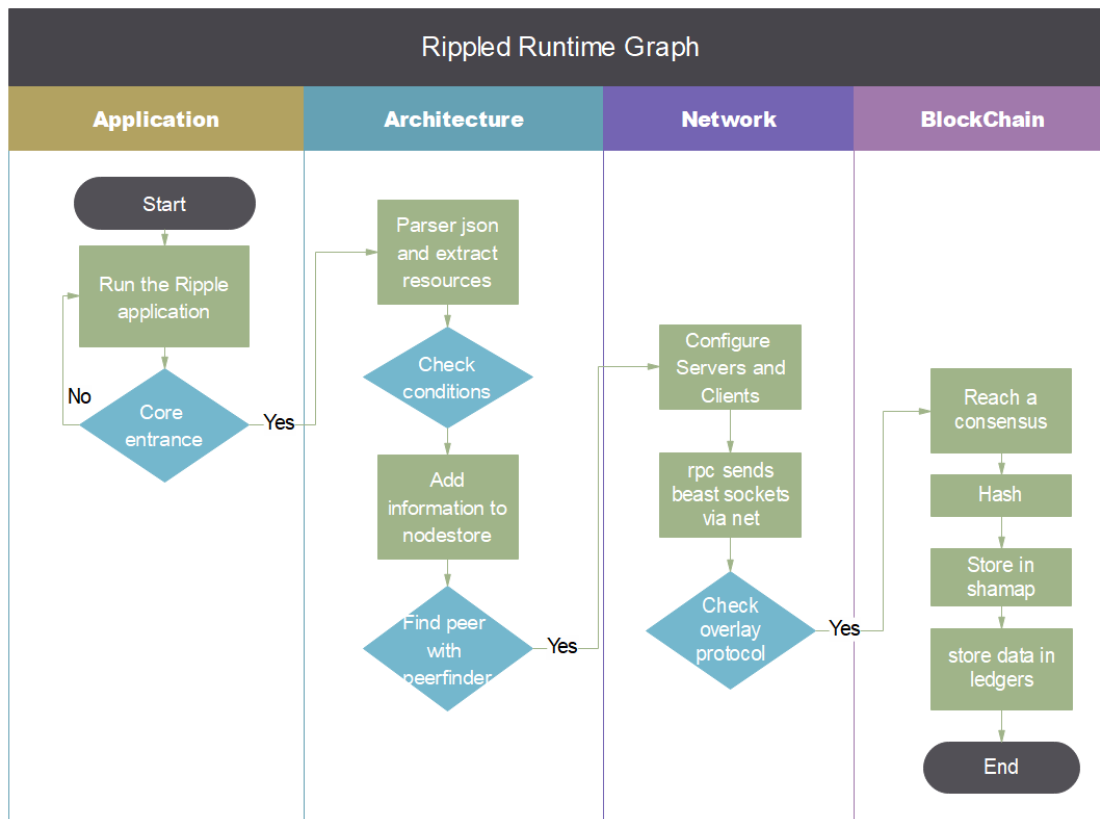 Rippled Runtime Graph
Application
Architecture
Network
BlockChain
Start
Run the Ripple
application
No
Core
entrance
Yes
Parser json
and extract
resources
Check
conditions
Add
information to
nodestore
Find peer
with
peerfinder
Yes
Configure
Servers and
Clients
rpc sends
beast sockets
via net
Check
overlay
protocol
Yes
Reach a
consensus
Hash
Store in
shamap
store data in
ledgers
End